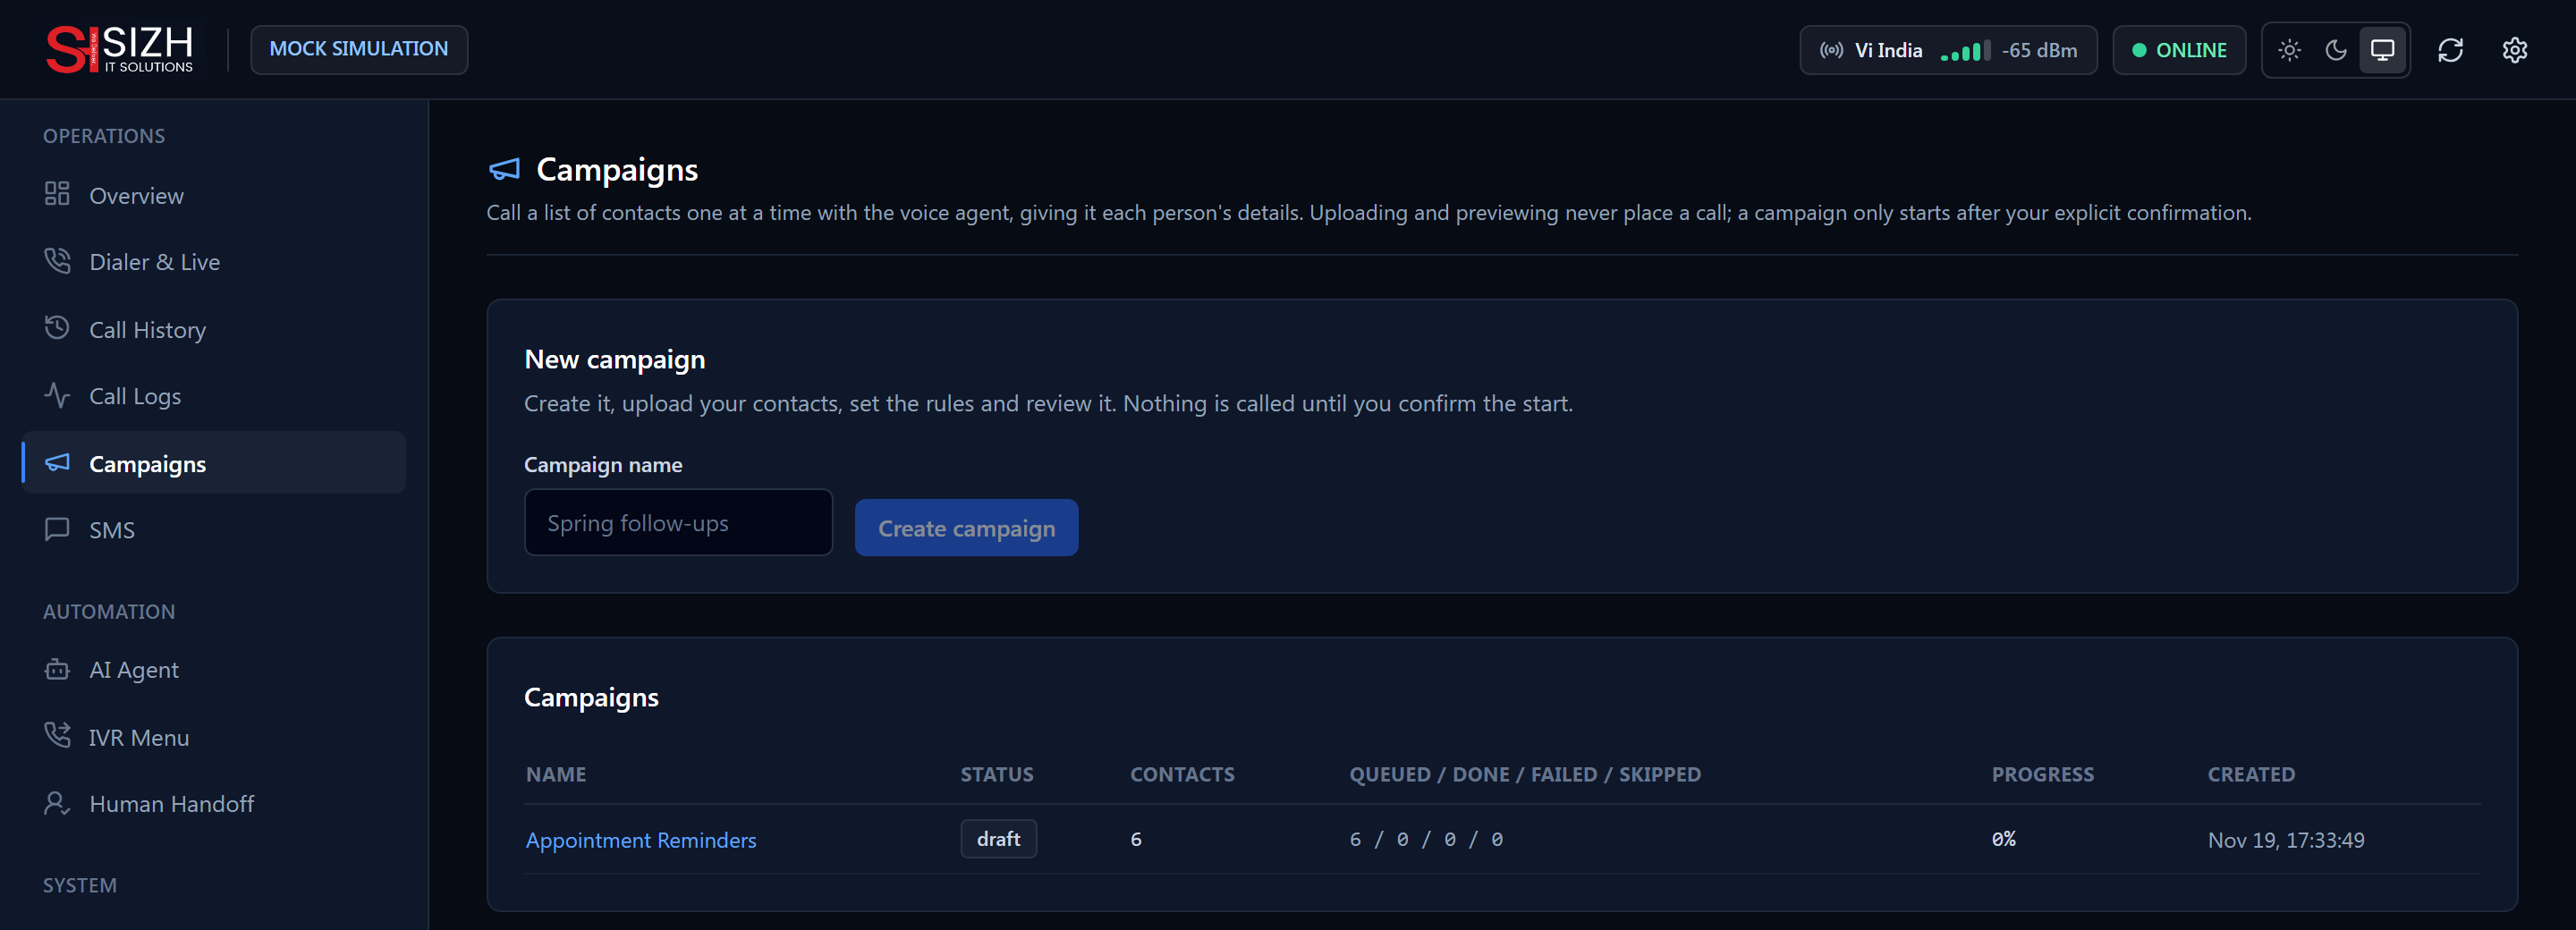 SIZH
IT SOLUTIONS
MOCK SIMULATION
Vi India -65 dBm
ONLINE
OPERATIONS
Overview
Dialer & Live
Call History
Call Logs
Campaigns
SMS
AUTOMATION
AI Agent
IVR Menu
Human Handoff
SYSTEM
Campaigns
Call a list of contacts one at a time with the voice agent, giving it each person's details. Uploading and previewing never place a call; a campaign only starts after your explicit confirmation.
New campaign
Create it, upload your contacts, set the rules and review it. Nothing is called until you confirm the start.
Campaign name
Spring follow-ups Create campaign
Campaigns
NAME STATUS CONTACTS QUEUED / DONE / FAILED / SKIPPED PROGRESS CREATED
Appointment Reminders draft 6 6 / 0 / 0 / 0 0% Nov 19, 17:33:49